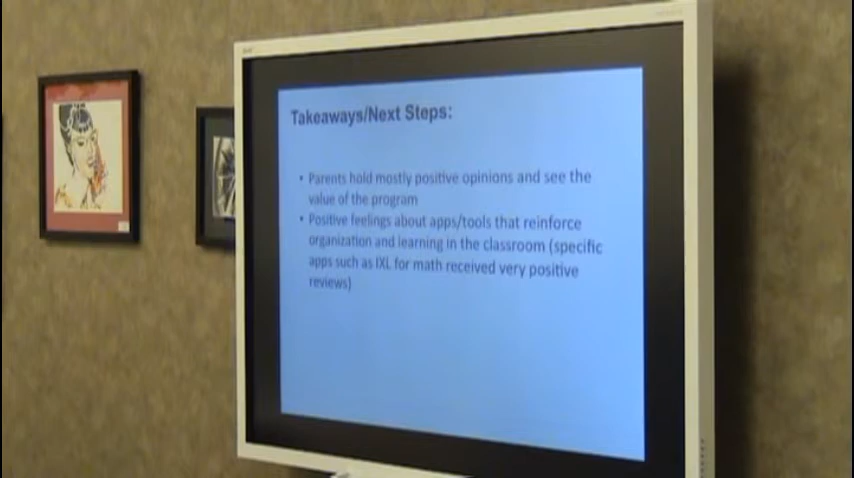 Takeaways/Next Steps:
• Parents hold mostly positive opinions and see the
value of the program
• Positive feelings about apps/tools that reinforce
organization and learning in the classroom (specific
apps such as IXL for math received very positive
reviews)